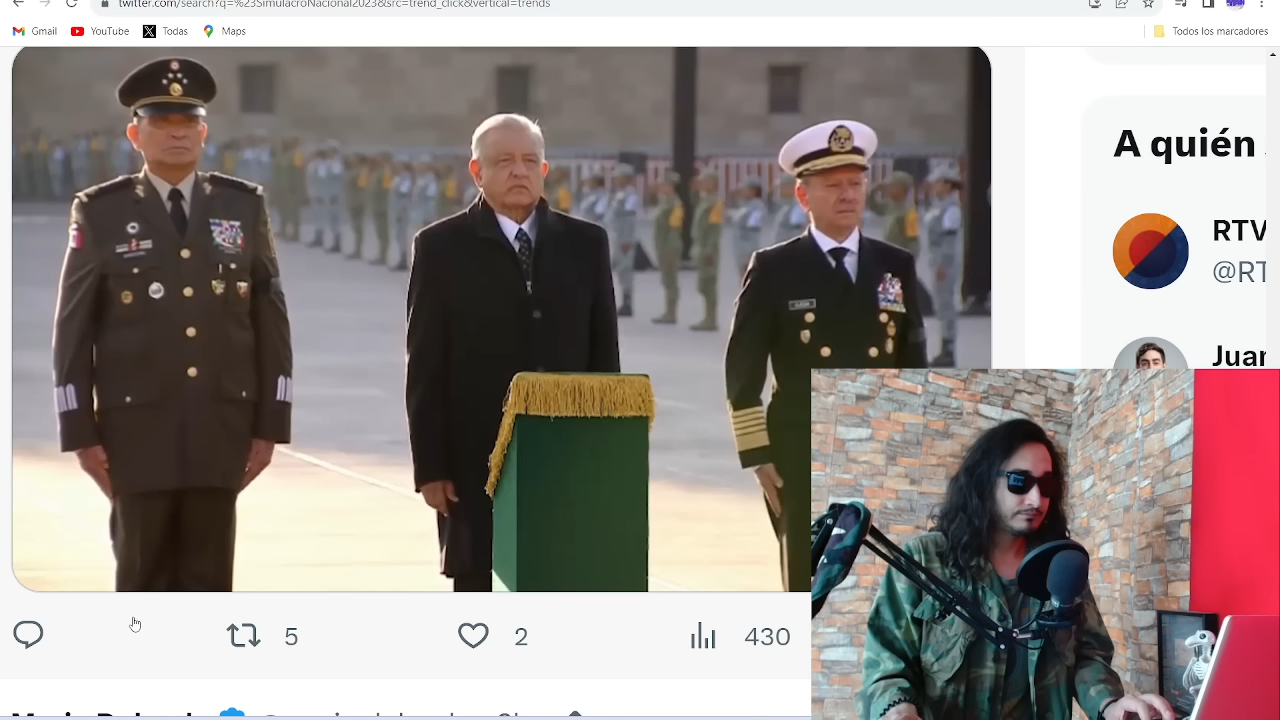 twitter.com/search?q=%23SimulacroNacional2023&src=trend_click&vertical=trends
Gmail YouTube Todas Maps Todos los marcadores
A quién
RTV
@RT
Juan
5 2 430